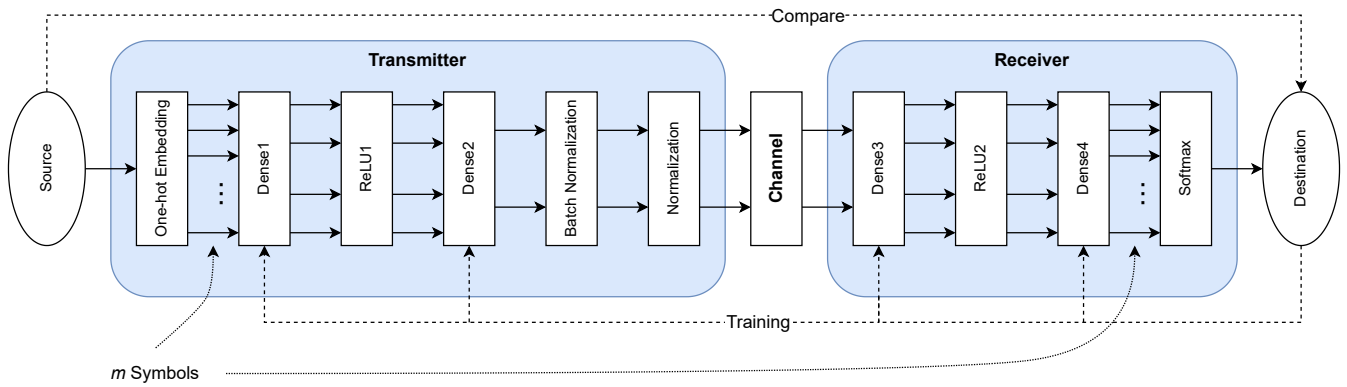 Compare
Transmitter
Receiver
Source
One-hot Embedding
Dense1
ReLU1
Dense2
Batch Normalization
Normalization
Channel
Dense3
ReLU2
Dense4
Softmax
Destination
Training
m Symbols